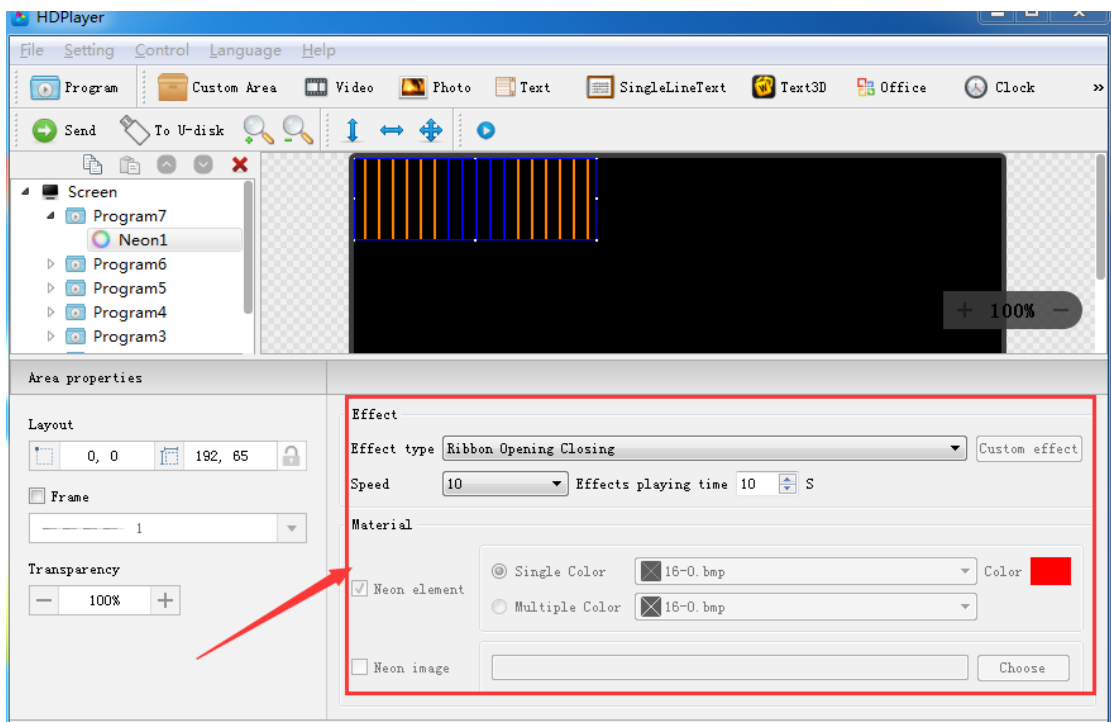 HDPlayer
File Setting Control Language Help
Program Custom Area Video Photo Text SingleLineText Text3D Office Clock »
Send To U-disk
Screen
Program7
Neon1
Program6
Program5
Program4
Program3
+ 100% −
Area properties
Layout
0, 0 192, 65
Frame
1
Transparency
− 100% +
Effect
Effect type Ribbon Opening Closing Custom effect
Speed 10 Effects playing time 10 S
Material
Neon element
Single Color 16-0.bmp Color
Multiple Color 16-0.bmp
Neon image Choose